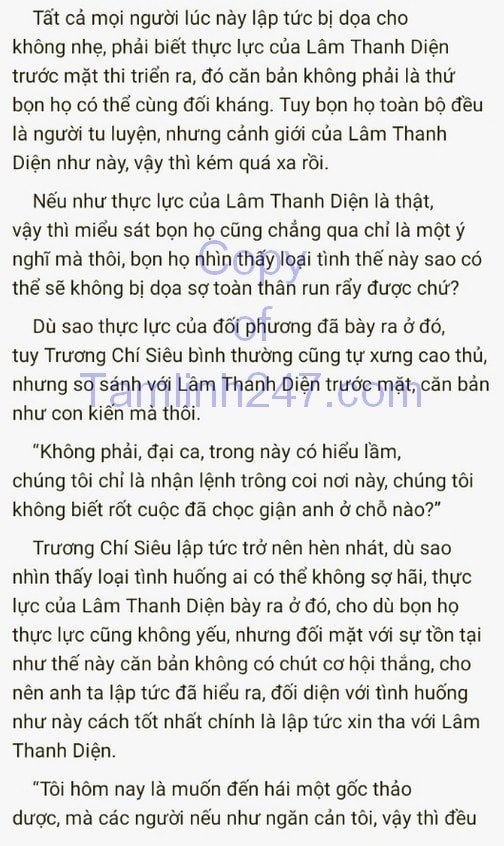 Tất cả mọi người lúc này lập tức bị dọa cho
không nhẹ, phải biết thực lực của Lâm Thanh Diện
trước mặt thi triển ra, đó căn bản không phải là thứ
bọn họ có thể cùng đối kháng. Tuy bọn họ toàn bộ đều
là người tu luyện, nhưng cảnh giới của Lâm Thanh
Diện như này, vậy thì kém quá xa rồi.
Nếu như thực lực của Lâm Thanh Diện là thật,
vậy thì miểu sát bọn họ cũng chẳng qua chỉ là một ý
nghĩ mà thôi, bọn họ nhìn thấy loại tình thế này sao có
thể sẽ không bị dọa sợ toàn thân run rẩy được chứ?
Dù sao thực lực của đối phương đã bày ra ở đó,
tuy Trương Chí Siêu bình thường cũng tự xưng cao thủ,
nhưng so sánh với Lâm Thanh Diện trước mặt, căn bản
như con kiến mà thôi.
“Không phải, đại ca, trong này có hiểu lầm,
chúng tôi chỉ là nhận lệnh trông coi nơi này, chúng tôi
không biết rốt cuộc đã chọc giận anh ở chỗ nào?”
Trương Chí Siêu lập tức trở nên hèn nhát, dù sao
nhìn thấy loại tình huống ai có thể không sợ hãi, thực
lực của Lâm Thanh Diện bày ra ở đó, cho dù bọn họ
thực lực cũng không yếu, nhưng đối mặt với sự tồn tại
như thế này căn bản không có chút cơ hội thắng, cho
nên anh ta lập tức đã hiểu ra, đối diện với tình huống
như này cách tốt nhất chính là lập tức xin tha với Lâm
Thanh Diện.
“Tôi hôm nay là muốn đến hái một gốc thảo
dược, mà các người nếu như ngăn cản tôi, vậy thì đều
Copy
of
Tamlinh247.com